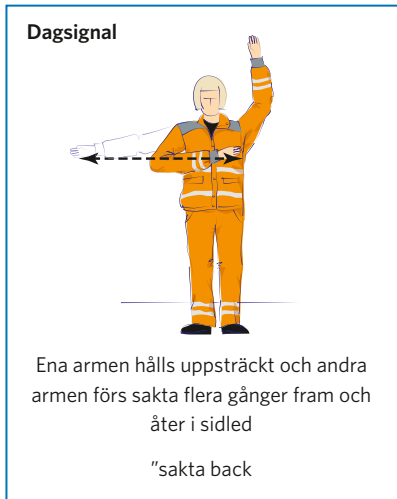 Dagsignal
Ena armen hålls uppsträckt och andra
armen förs sakta flera gånger fram och
åter i sidled
”sakta back